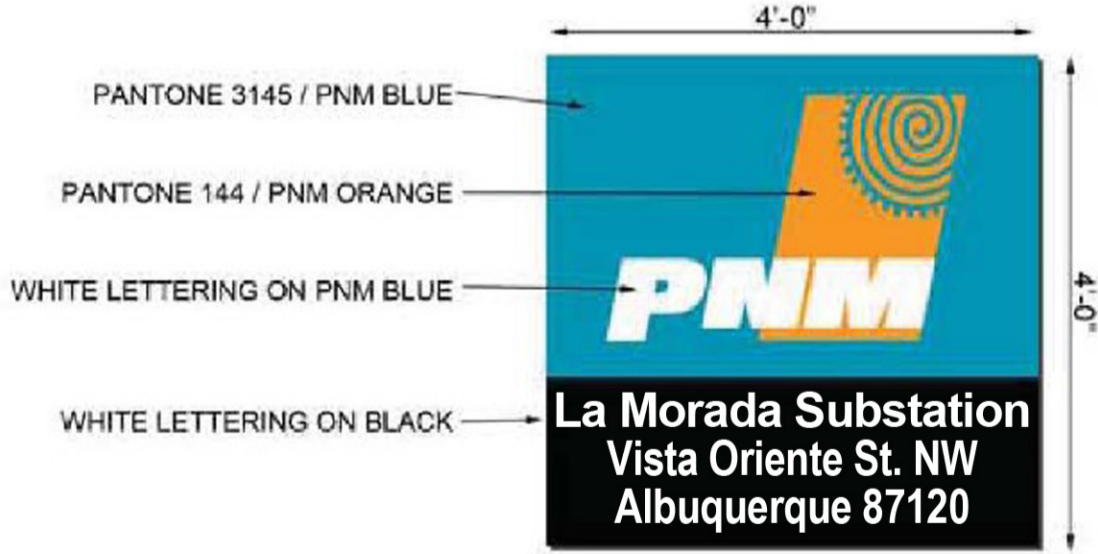 4'-0"
PANTONE 3145 / PNM BLUE
PANTONE 144 / PNM ORANGE
WHITE LETTERING ON PNM BLUE
PNM
4'-0"
WHITE LETTERING ON BLACK
La Morada Substation
Vista Oriente St. NW
Albuquerque 87120